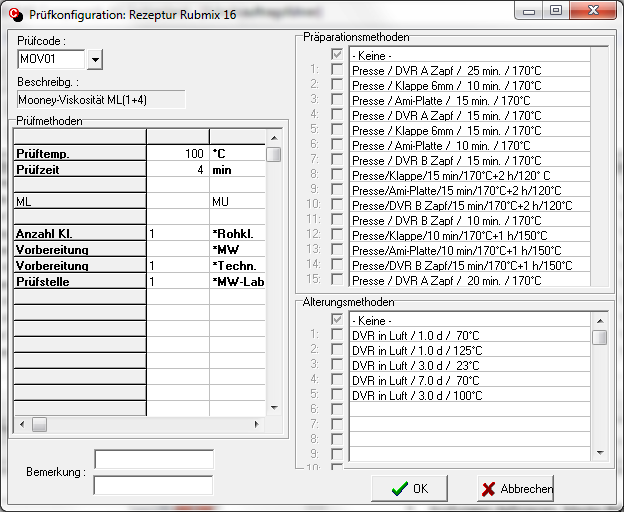 Prüfkonfiguration: Rezeptur Rubmix 16
Prüfcode :
MOV01
Beschreibg. :
Mooney-Viskosität ML(1+4)
Prüfmethoden
Prüftemp. 100 °C
Prüfzeit 4 min
ML MU
Anzahl Kl. 1 *Rohkl.
Vorbereitung *MW
Vorbereitung 1 *Techn.
Prüfstelle 1 *MW-Lab
Bemerkung :
Präparationsmethoden
- Keine -
1: Presse / DVR A Zapf / 25 min. / 170°C
2: Presse / Klappe 6mm / 10 min. / 170°C
3: Presse / Ami-Platte / 15 min. / 170°C
4: Presse / DVR A Zapf / 15 min. / 170°C
5: Presse / Klappe 6mm / 15 min. / 170°C
6: Presse / Ami-Platte / 10 min. / 170°C
7: Presse / DVR B Zapf / 15 min. / 170°C
8: Presse/Klappe/15 min/170°C+2 h/120° C
9: Presse/Ami-Platte/15 min/170°C+2 h/120°C
10: Presse/DVR B Zapf/15 min/170°C+2 h/120°C
11: Presse / DVR B Zapf / 10 min. / 170°C
12: Presse/Klappe/10 min/170°C+1 h/150°C
13: Presse/Ami-Platte/10 min/170°C+1 h/150°C
14: Presse/DVR B Zapf/15 min/170°C+1 h/150°C
15: Presse / DVR A Zapf / 20 min. / 170°C
Alterungsmethoden
- Keine -
1: DVR in Luft / 1.0 d / 70°C
2: DVR in Luft / 1.0 d / 125°C
3: DVR in Luft / 3.0 d / 23°C
4: DVR in Luft / 7.0 d / 70°C
5: DVR in Luft / 3.0 d / 100°C
6:
7:
8:
9:
10:
OK
Abbrechen